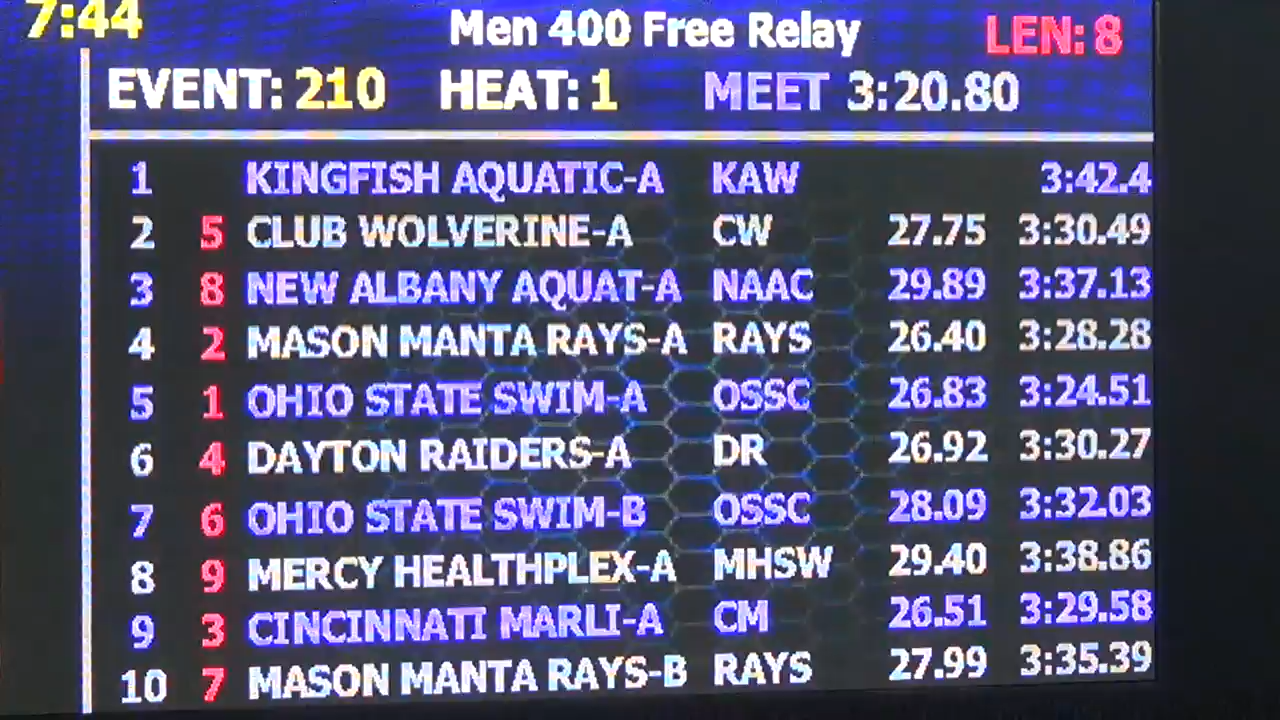 7:44 Men 400 Free Relay LEN: 8
EVENT: 210 HEAT: 1 MEET 3:20.80
1 KINGFISH AQUATIC-A KAW 3:42.4
2 5 CLUB WOLVERINE-A CW 27.75 3:30.49
3 8 NEW ALBANY AQUAT-A NAAC 29.89 3:37.13
4 2 MASON MANTA RAYS-A RAYS 26.40 3:28.28
5 1 OHIO STATE SWIM-A OSSC 26.83 3:24.51
6 4 DAYTON RAIDERS-A DR 26.92 3:30.27
7 6 OHIO STATE SWIM-B OSSC 28.09 3:32.03
8 9 MERCY HEALTHPLEX-A MHSW 29.40 3:38.86
9 3 CINCINNATI MARLI-A CM 26.51 3:29.58
10 7 MASON MANTA RAYS-B RAYS 27.99 3:35.39